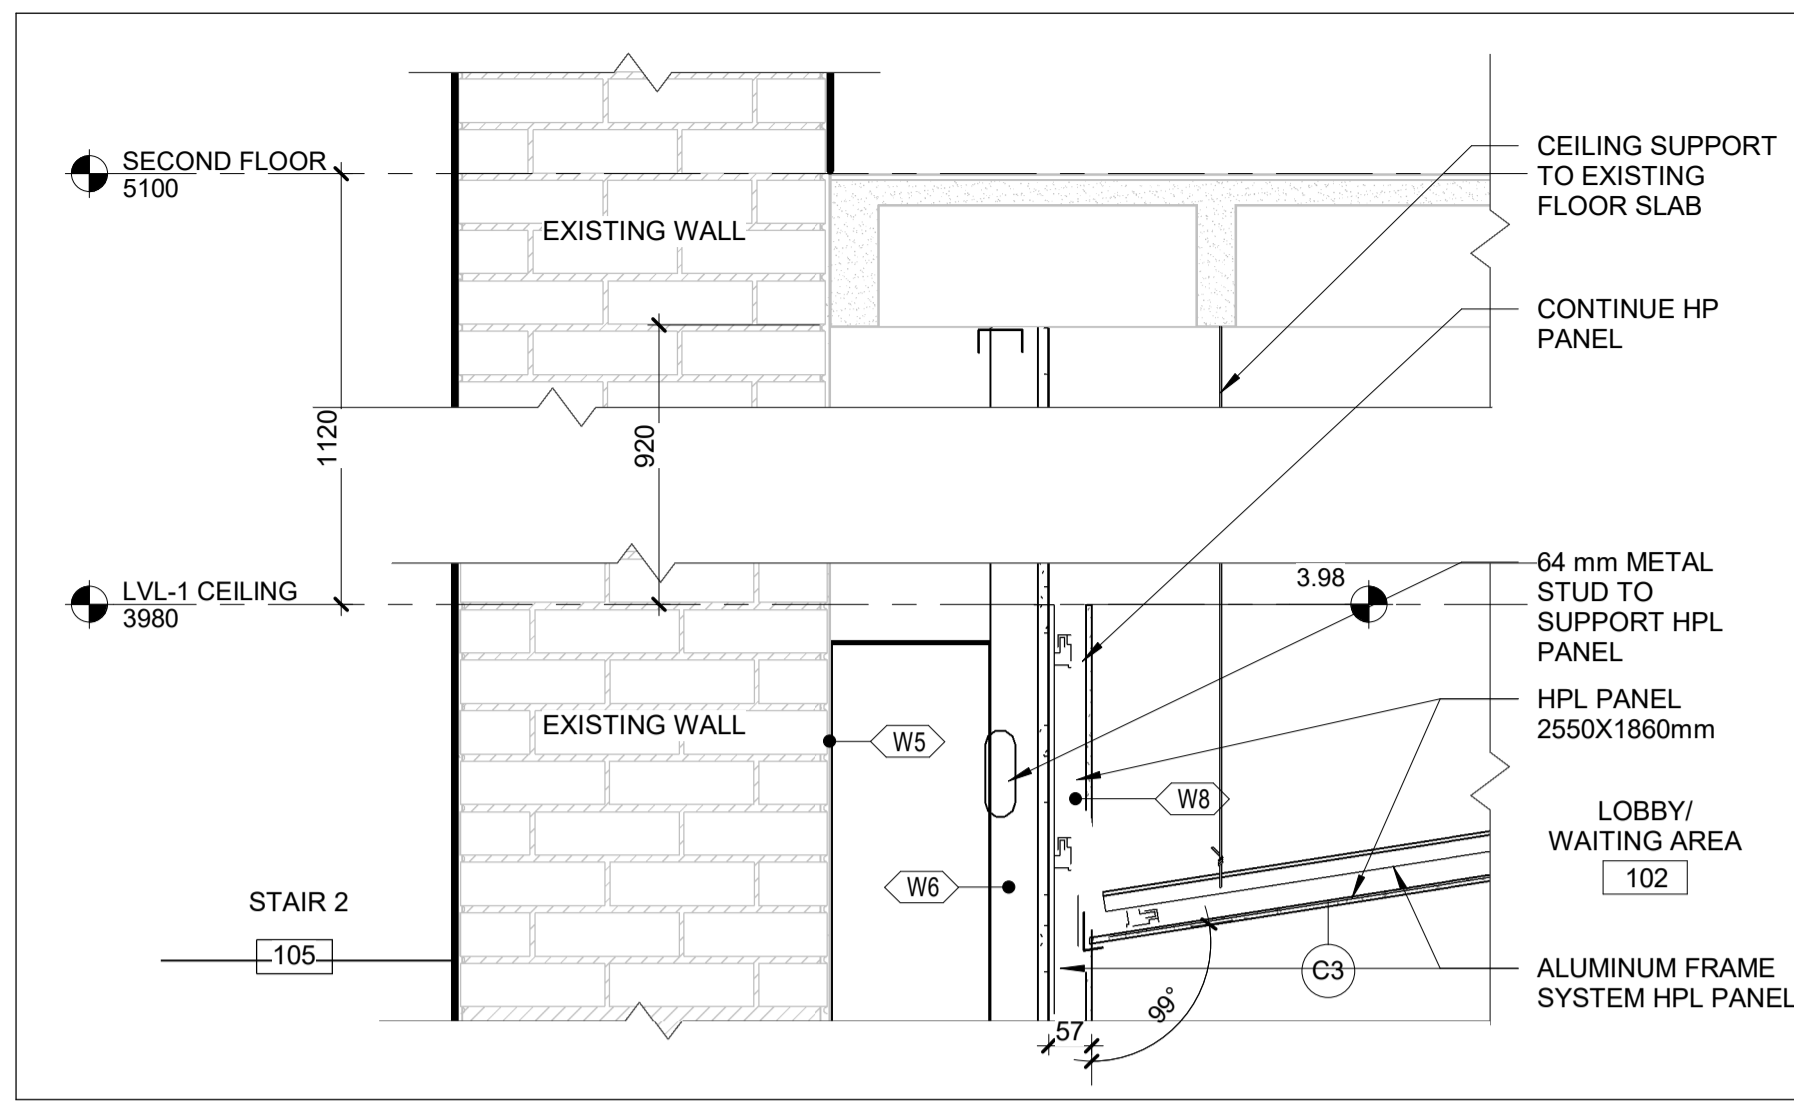 SECOND FLOOR
5100
EXISTING WALL
CEILING SUPPORT
TO EXISTING
FLOOR SLAB
CONTINUE HP
PANEL
1120
920
LVL-1 CEILING
3980
3.98
64 mm METAL
STUD TO
SUPPORT HPL
PANEL
EXISTING WALL
W5
HPL PANEL
2550X1860mm
W8
LOBBY/
WAITING AREA
102
W6
STAIR 2
105
C3
ALUMINUM FRAME
SYSTEM HPL PANEL
99°
57